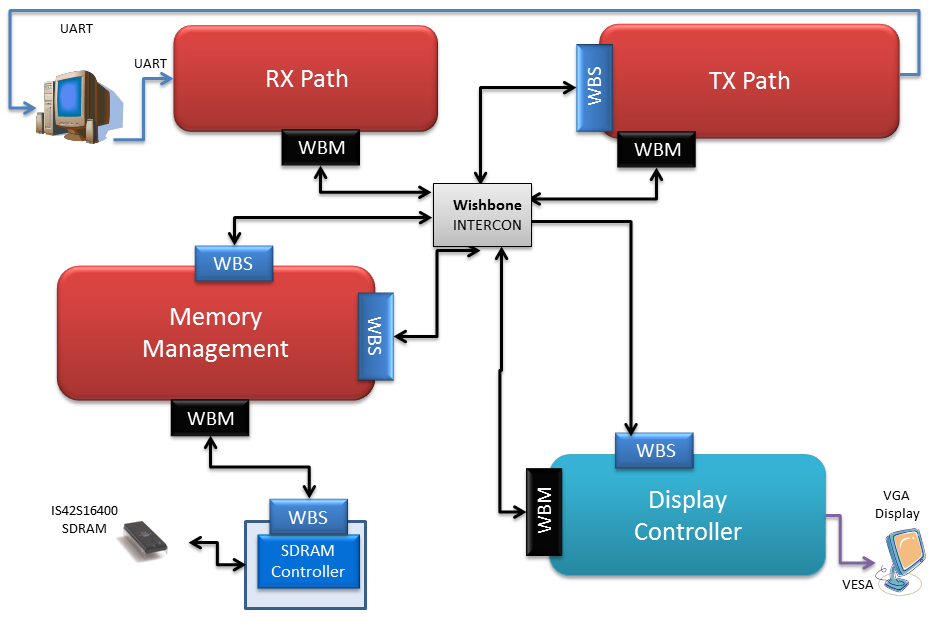 UART
UART
RX Path
WBS
TX Path
WBM
WBM
Wishbone
INTERCON
WBS
Memory
Management
WBS
WBM
WBS
Display
Controller
WBM
IS42S16400
SDRAM
WBS
SDRAM
Controller
VGA
Display
VESA